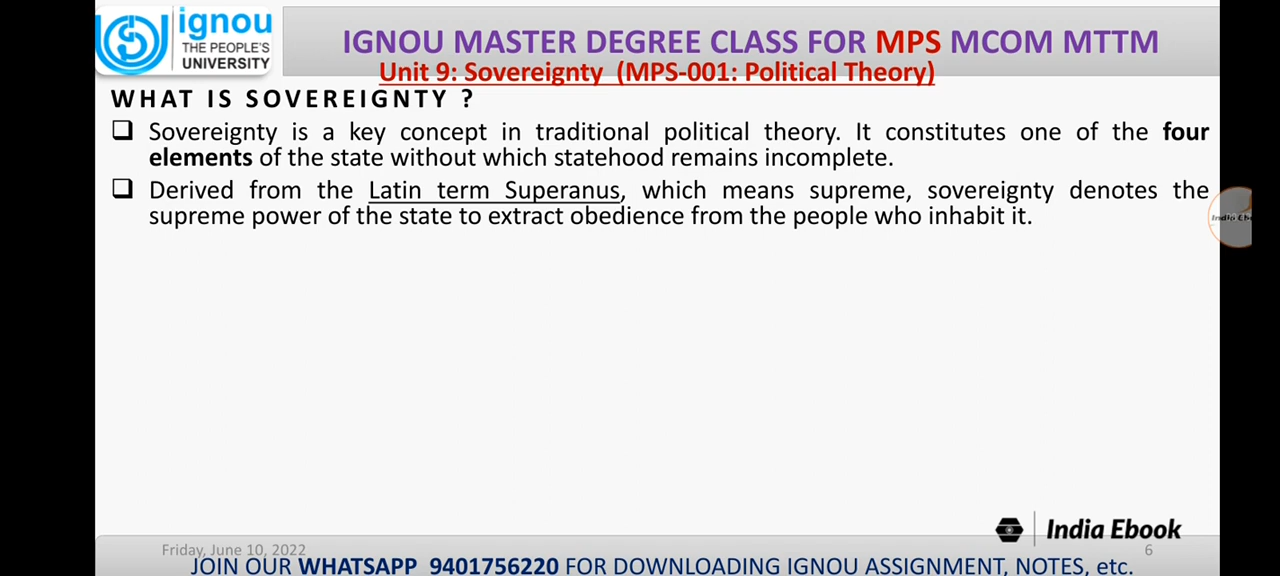 ignou
THE PEOPLE'S
UNIVERSITY
IGNOU MASTER DEGREE CLASS FOR MPS MCOM MTTM
Unit 9: Sovereignty (MPS-001: Political Theory)
WHAT IS SOVEREIGNTY ?
Sovereignty is a key concept in traditional political theory. It constitutes one of the four
elements of the state without which statehood remains incomplete.
Derived from the Latin term Superanus, which means supreme, sovereignty denotes the
supreme power of the state to extract obedience from the people who inhabit it.
India Eb
India Ebook
Friday, June 10, 2022
6
JOIN OUR WHATSAPP 9401756220 FOR DOWNLOADING IGNOU ASSIGNMENT, NOTES, etc.